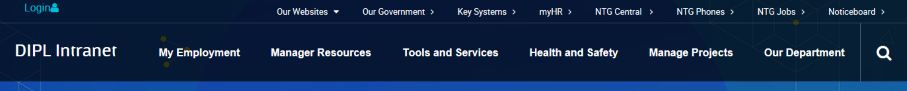 Login
Our Websites Our Government > Key Systems > myHR > NTG Central > NTG Phones > NTG Jobs > Noticeboard >
DIPL Intranet My Employment Manager Resources Tools and Services Health and Safety Manage Projects Our Department